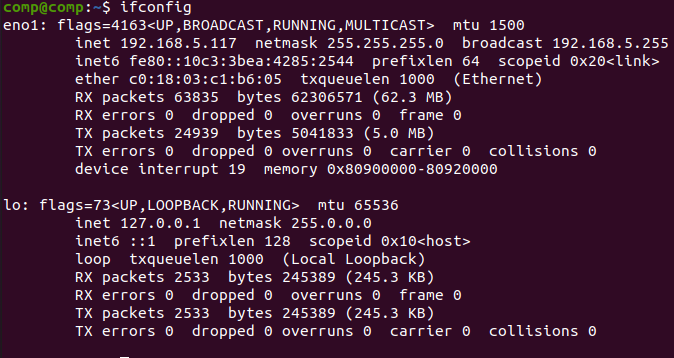 comp@comp:~$ ifconfig
eno1: flags=4163<UP,BROADCAST,RUNNING,MULTICAST>  mtu 1500
        inet 192.168.5.117  netmask 255.255.255.0  broadcast 192.168.5.255
        inet6 fe80::10c3:3bea:4285:2544  prefixlen 64  scopeid 0x20<link>
        ether c0:18:03:c1:b6:05  txqueuelen 1000  (Ethernet)
        RX packets 63835  bytes 62306571 (62.3 MB)
        RX errors 0  dropped 0  overruns 0  frame 0
        TX packets 24939  bytes 5041833 (5.0 MB)
        TX errors 0  dropped 0 overruns 0  carrier 0  collisions 0
        device interrupt 19  memory 0x80900000-80920000

lo: flags=73<UP,LOOPBACK,RUNNING>  mtu 65536
        inet 127.0.0.1  netmask 255.0.0.0
        inet6 ::1  prefixlen 128  scopeid 0x10<host>
        loop  txqueuelen 1000  (Local Loopback)
        RX packets 2533  bytes 245389 (245.3 KB)
        RX errors 0  dropped 0  overruns 0  frame 0
        TX packets 2533  bytes 245389 (245.3 KB)
        TX errors 0  dropped 0 overruns 0  carrier 0  collisions 0